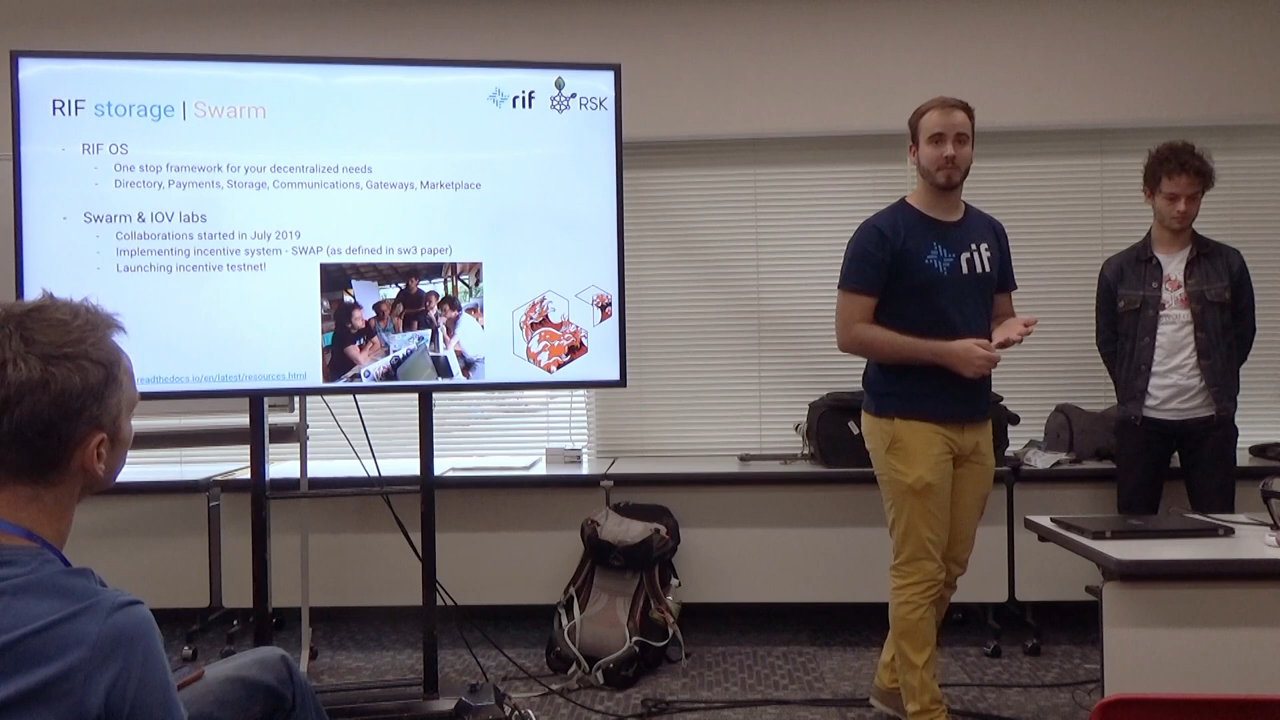 RIF storage | Swarm
rif RSK
- RIF OS
- One stop framework for your decentralized needs
- Directory, Payments, Storage, Communications, Gateways, Marketplace
- Swarm & IOV labs
- Collaborations started in July 2019
- Implementing incentive system - SWAP (as defined in sw3 paper)
- Launching incentive testnet!
readthedocs.io/en/latest/resources.html
rif